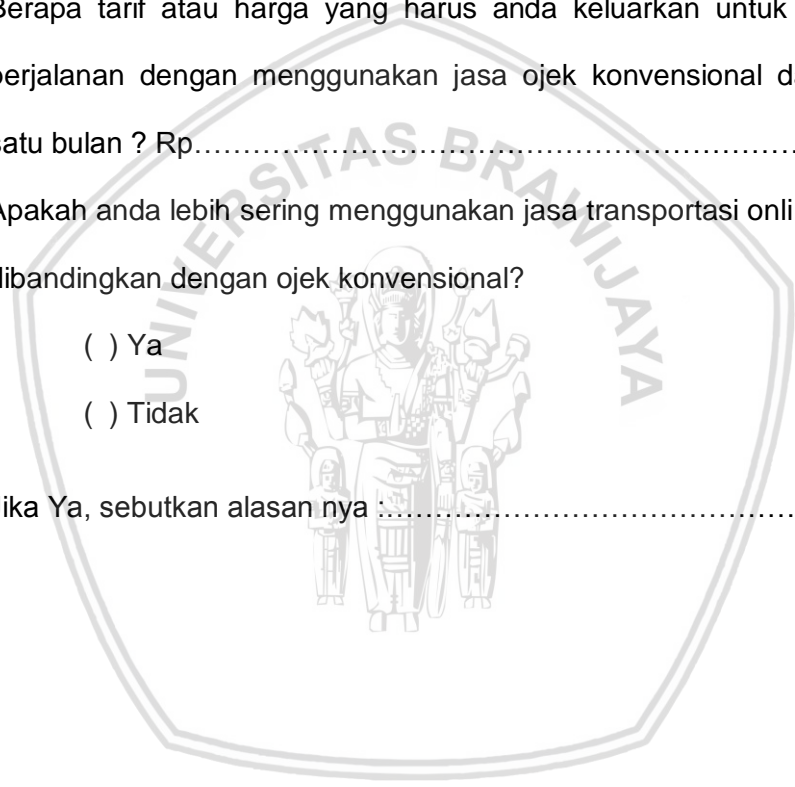 Berapa tarif atau harga yang harus anda keluarkan untuk
perjalanan dengan menggunakan jasa ojek konvensional
satu bulan ? Rp……………………………………………………….
Apakah anda lebih sering menggunakan jasa transportasi
dibandingkan dengan ojek konvensional?
( ) Ya
( ) Tidak
Jika Ya, sebutkan alasan nya :……………………………………….
UNIVERSITAS BRAWIJAYA